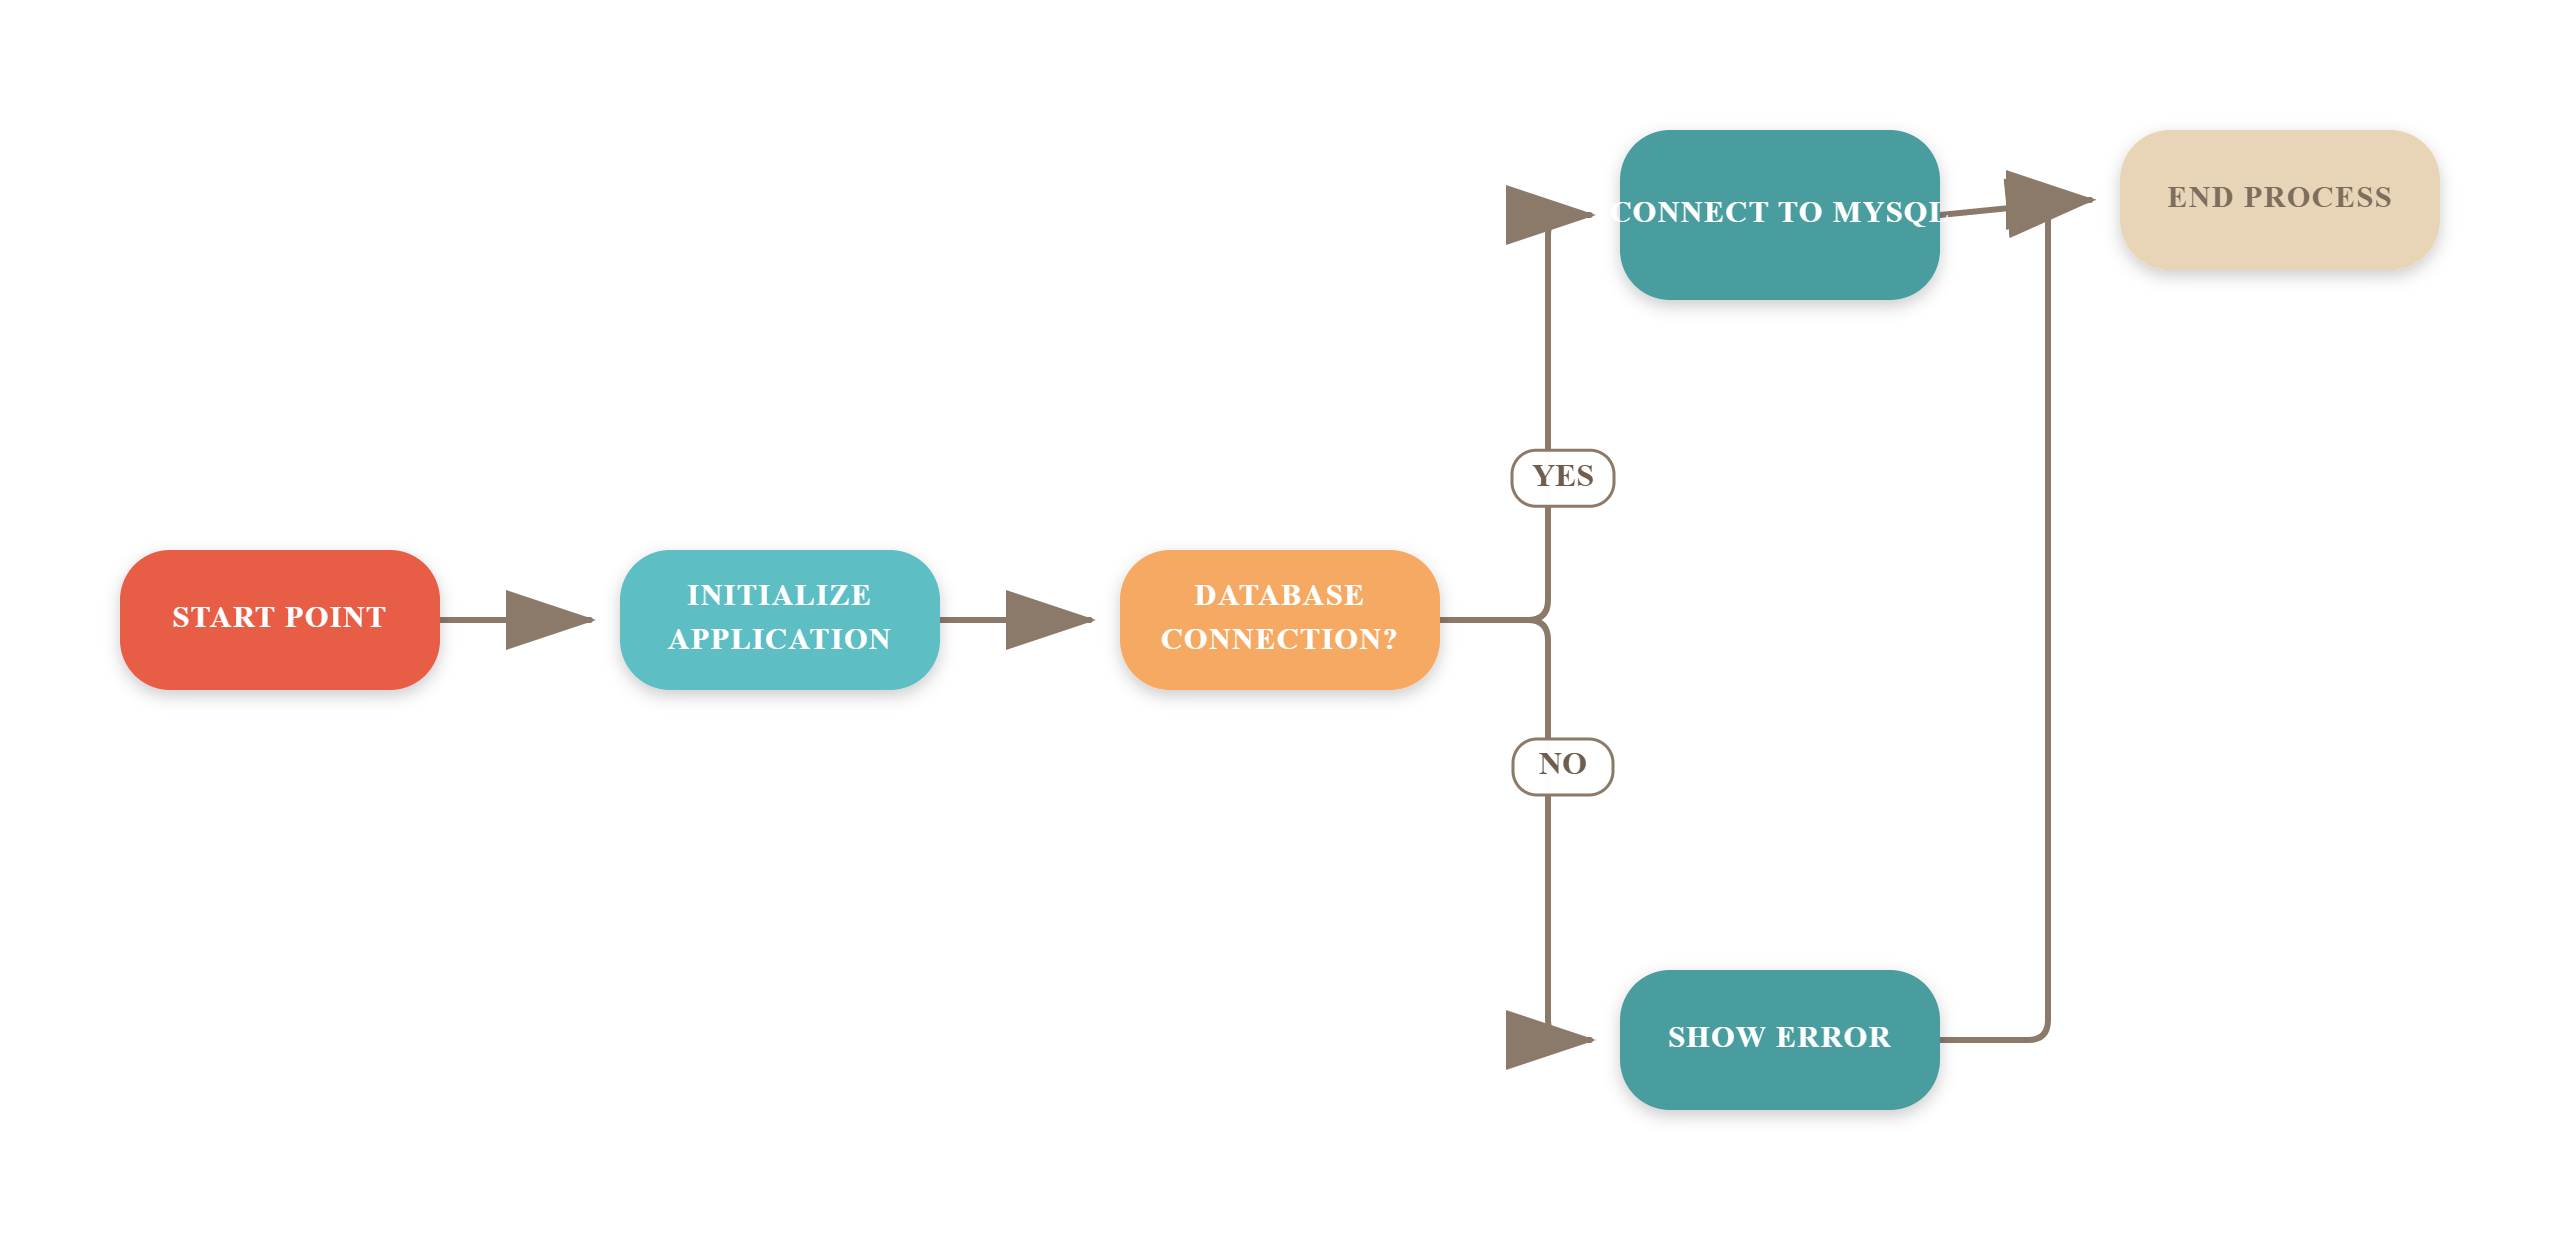 START POINT
INITIALIZE
APPLICATION
DATABASE
CONNECTION?
YES
CONNECT TO MYSQL
END PROCESS
NO
SHOW ERROR